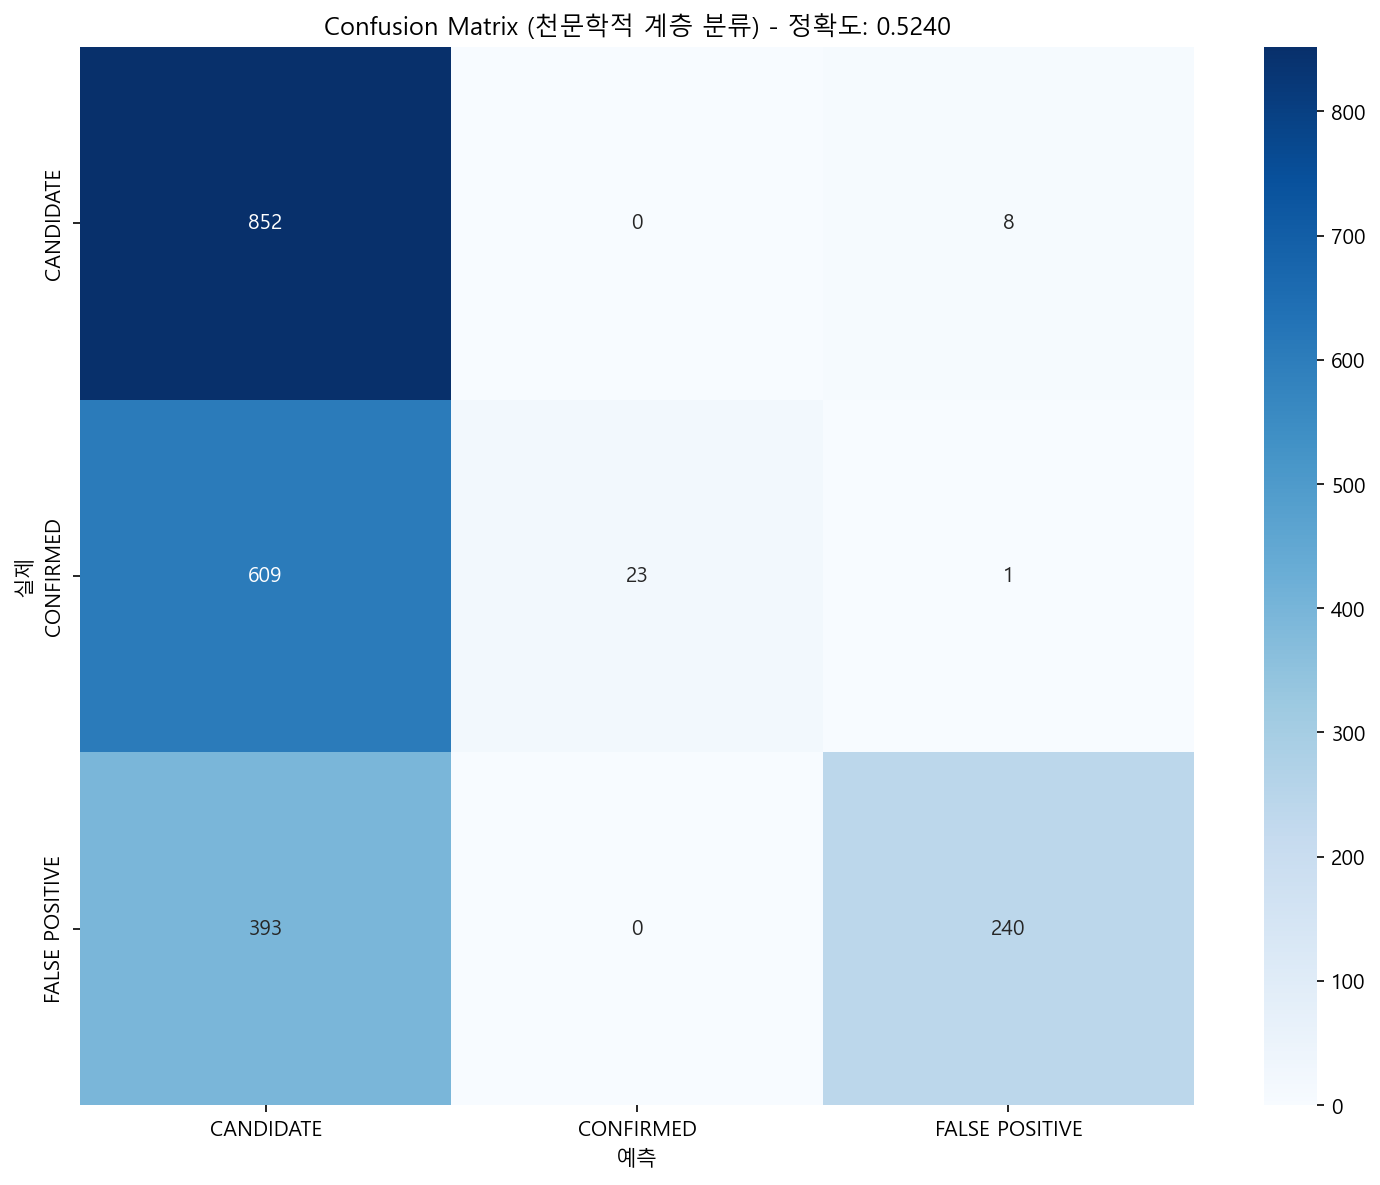 Confusion Matrix (천문학적 계층 분류) - 정확도: 0.5240
실제
CANDIDATE
CONFIRMED
FALSE POSITIVE
852 0 8
609 23 1
393 0 240
CANDIDATE CONFIRMED FALSE POSITIVE
예측
800
700
600
500
400
300
200
100
0